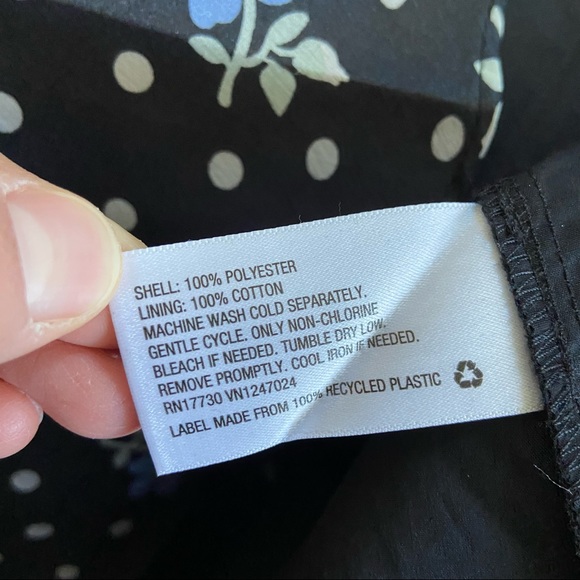 SHELL: 100% POLYESTER
LINING: 100% COTTON
MACHINE WASH COLD SEPARATELY.
GENTLE CYCLE. ONLY NON-CHLORINE
BLEACH IF NEEDED. TUMBLE DRY LOW.
REMOVE PROMPTLY. COOL IRON IF NEEDED.
RN17730 VN1247024
LABEL MADE FROM 100% RECYCLED PLASTIC